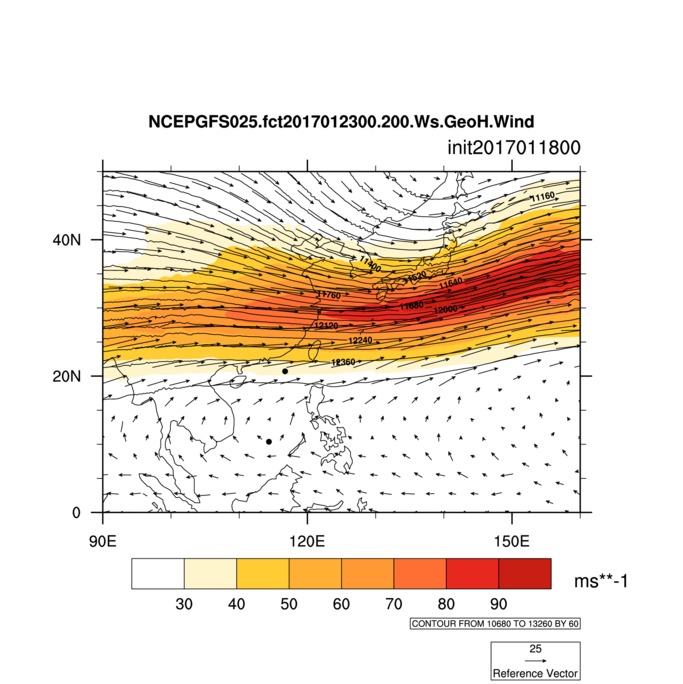 NCEPGFS025.fct2017012300.200.Ws.GeoH.Wind
init2017011800
11160
40N
11400
11520
11640
11760
11880
12000
12120
12240
12360
20N
0
90E 120E 150E
ms**-1
30 40 50 60 70 80 90
CONTOUR FROM 10680 TO 13260 BY 60
25
Reference Vector